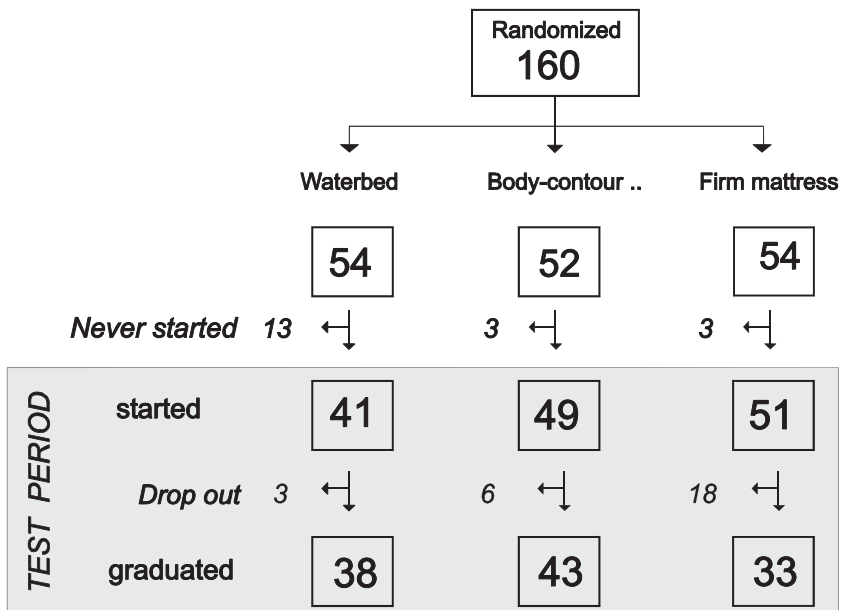 Randomized
160
Waterbed Body-contour .. Firm mattress
54 52 54
Never started 13 3 3
TEST PERIOD
started 41 49 51
Drop out 3 6 18
graduated 38 43 33